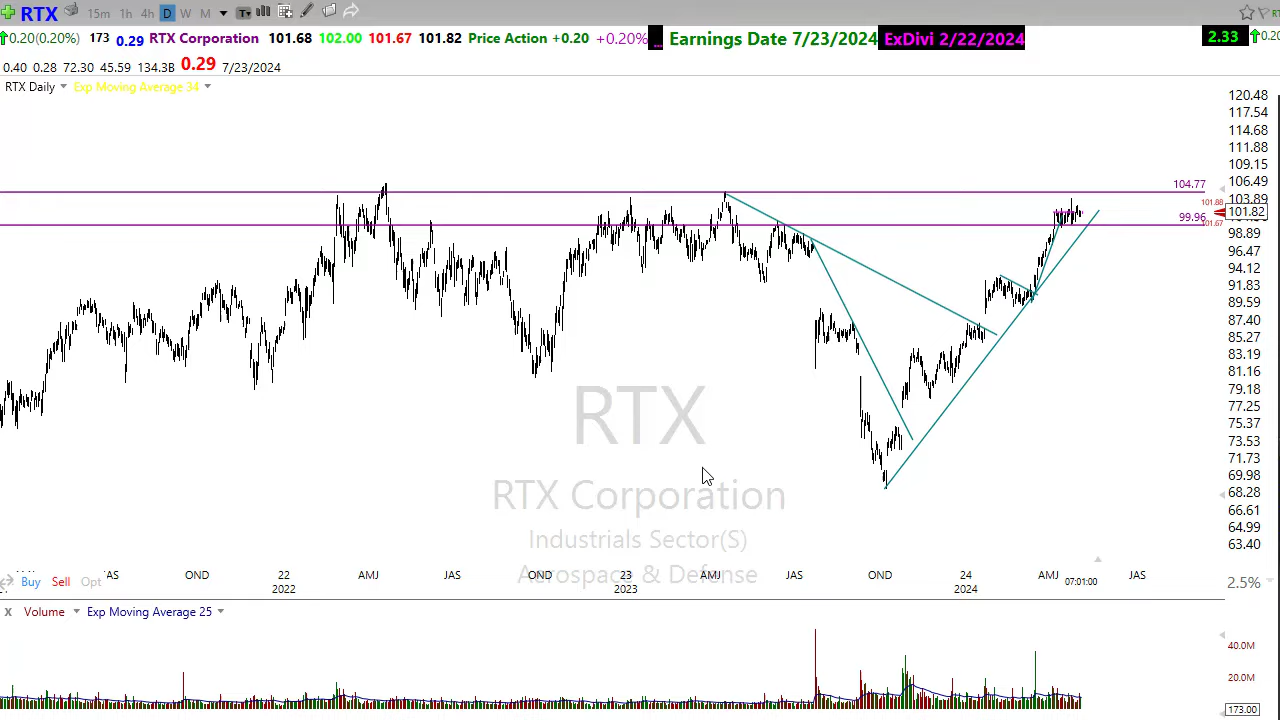 RTX 15m 1h 4h D W M T
0.20(0.20%) 173 0.29 RTX Corporation 101.68 102.00 101.67 101.82 Price Action +0.20 +0.20% ... Earnings Date 7/23/2024 ExDivi 2/22/2024 2.33
0.40 0.28 72.30 45.59 134.3B 0.29 7/23/2024
RTX Daily Exp Moving Average 34
120.48
117.54
114.68
111.88
109.15
104.77 106.49
101.88 103.89
101.82
99.96 101.67
98.89
96.47
94.12
91.83
89.59
87.40
85.27
83.19
81.16
79.18
77.25
75.37
73.53
71.73
69.98
68.28
66.61
64.99
63.40
RTX
RTX Corporation
Industrials Sector(S)
Aerospace & Defense
Buy Sell Opt
OND 22 AMJ JAS OND 23 AMJ JAS OND 24 AMJ JAS
2022 2023 2024 07:01:00
2.5%
X Volume Exp Moving Average 25
40.0M
20.0M
173.00